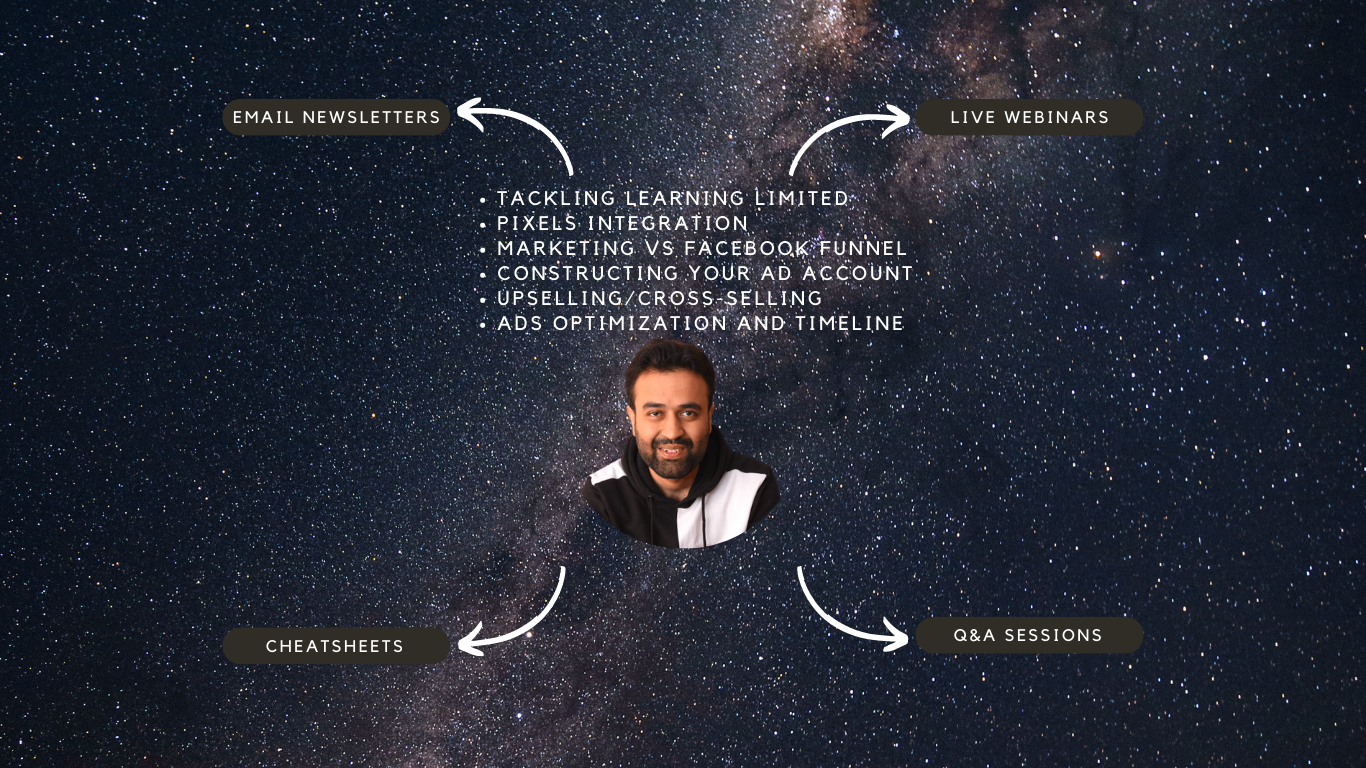 EMAIL NEWSLETTERS
LIVE WEBINARS
• TACKLING LEARNING LIMITED
• PIXELS INTEGRATION
• MARKETING VS FACEBOOK FUNNEL
• CONSTRUCTING YOUR AD ACCOUNT
• UPSELLING/CROSS-SELLING
• ADS OPTIMIZATION AND TIMELINE
CHEATSHEETS
Q&A SESSIONS